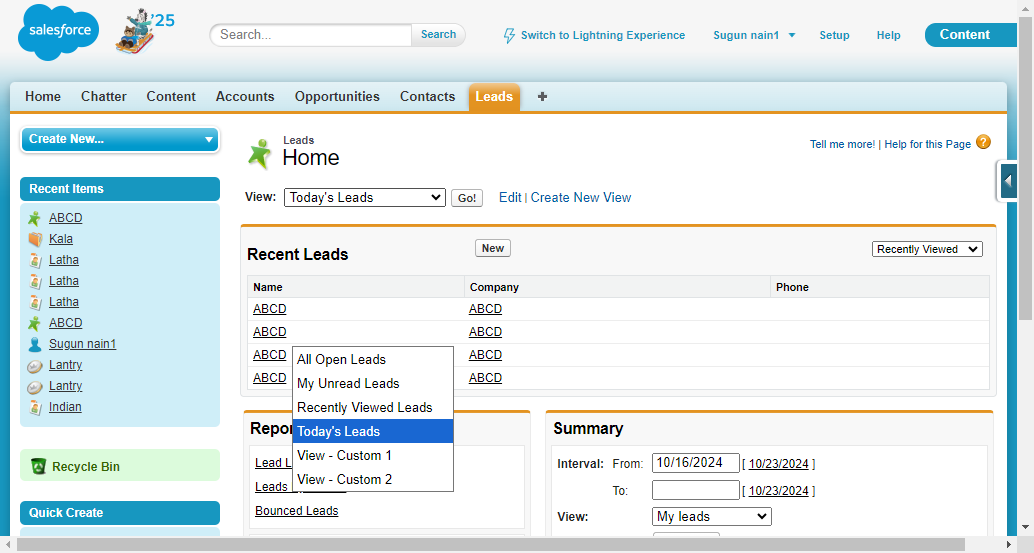 salesforce
'25
Search...
Search
Switch to Lightning Experience
Sugun nain1
Setup
Help
Content
Home
Chatter
Content
Accounts
Opportunities
Contacts
Leads
+
Create New...
Leads
Home
Tell me more! | Help for this Page ?
Recent Items
ABCD
Kala
Latha
Latha
Latha
ABCD
Sugun nain1
Lantry
Lantry
Indian
Recycle Bin
Quick Create
View: Today's Leads Go! Edit | Create New View
Recent Leads New Recently Viewed
Name Company Phone
ABCD ABCD
ABCD ABCD
ABCD ABCD
ABCD ABCD
All Open Leads
My Unread Leads
Recently Viewed Leads
Today's Leads
View - Custom 1
View - Custom 2
Lead L
Leads
Bounced Leads
Summary
Interval: From: 10/16/2024 [ 10/23/2024 ]
To: [ 10/23/2024 ]
View: My leads